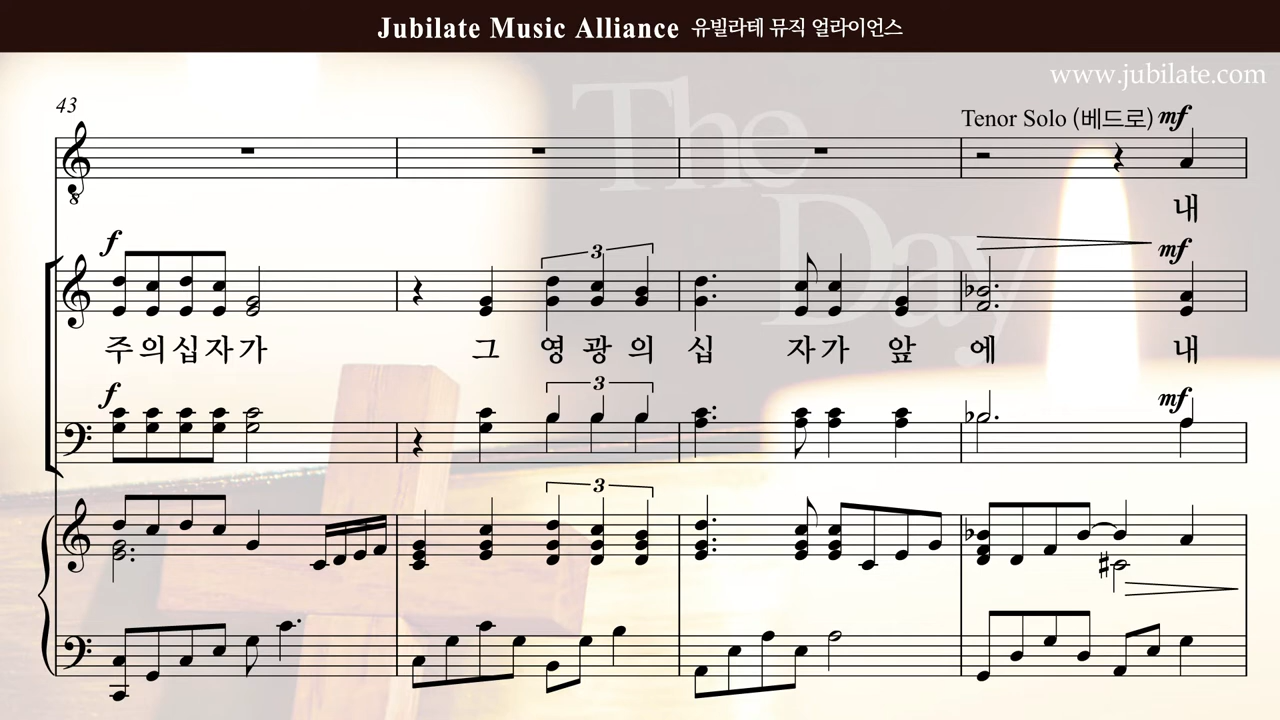 Jubilate Music Alliance 유빌라테 뮤직 얼라이언스
www.jubilate.com
The
Day
43
Tenor Solo (베드로) mf
내
f
3
mf
주의십자가 그 영광의 십 자가 앞 에 내
f
3
mf
3